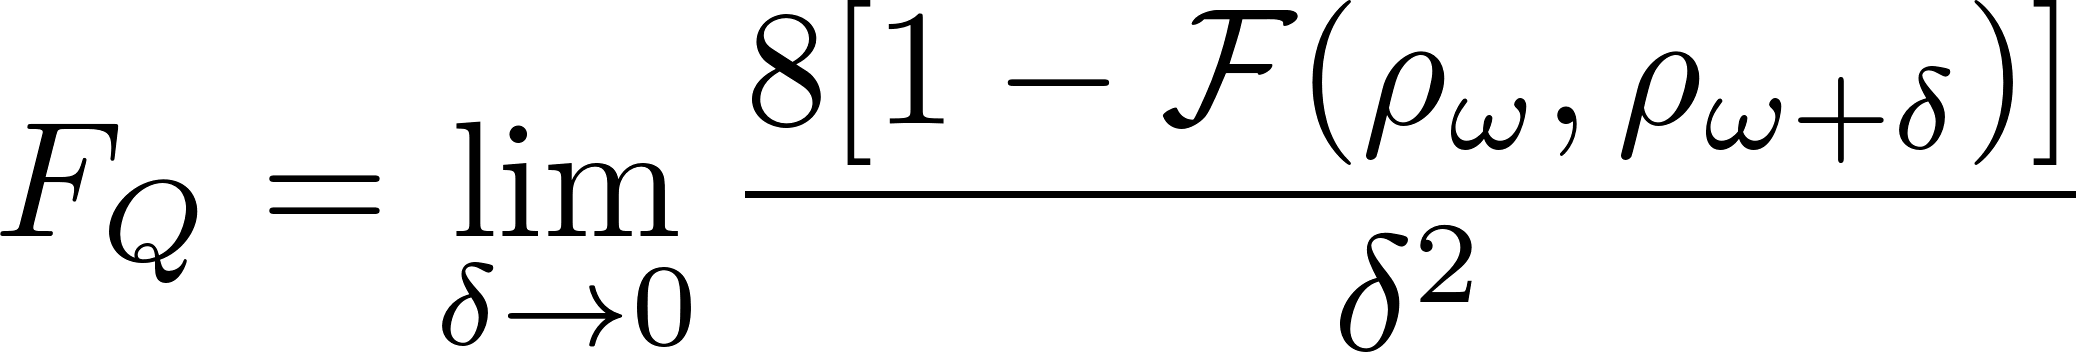 F_Q = \lim_{\delta \to 0} \frac{8[1 - \mathcal{F}(\rho_\omega, \rho_{\omega+\delta})]}{\delta^2}